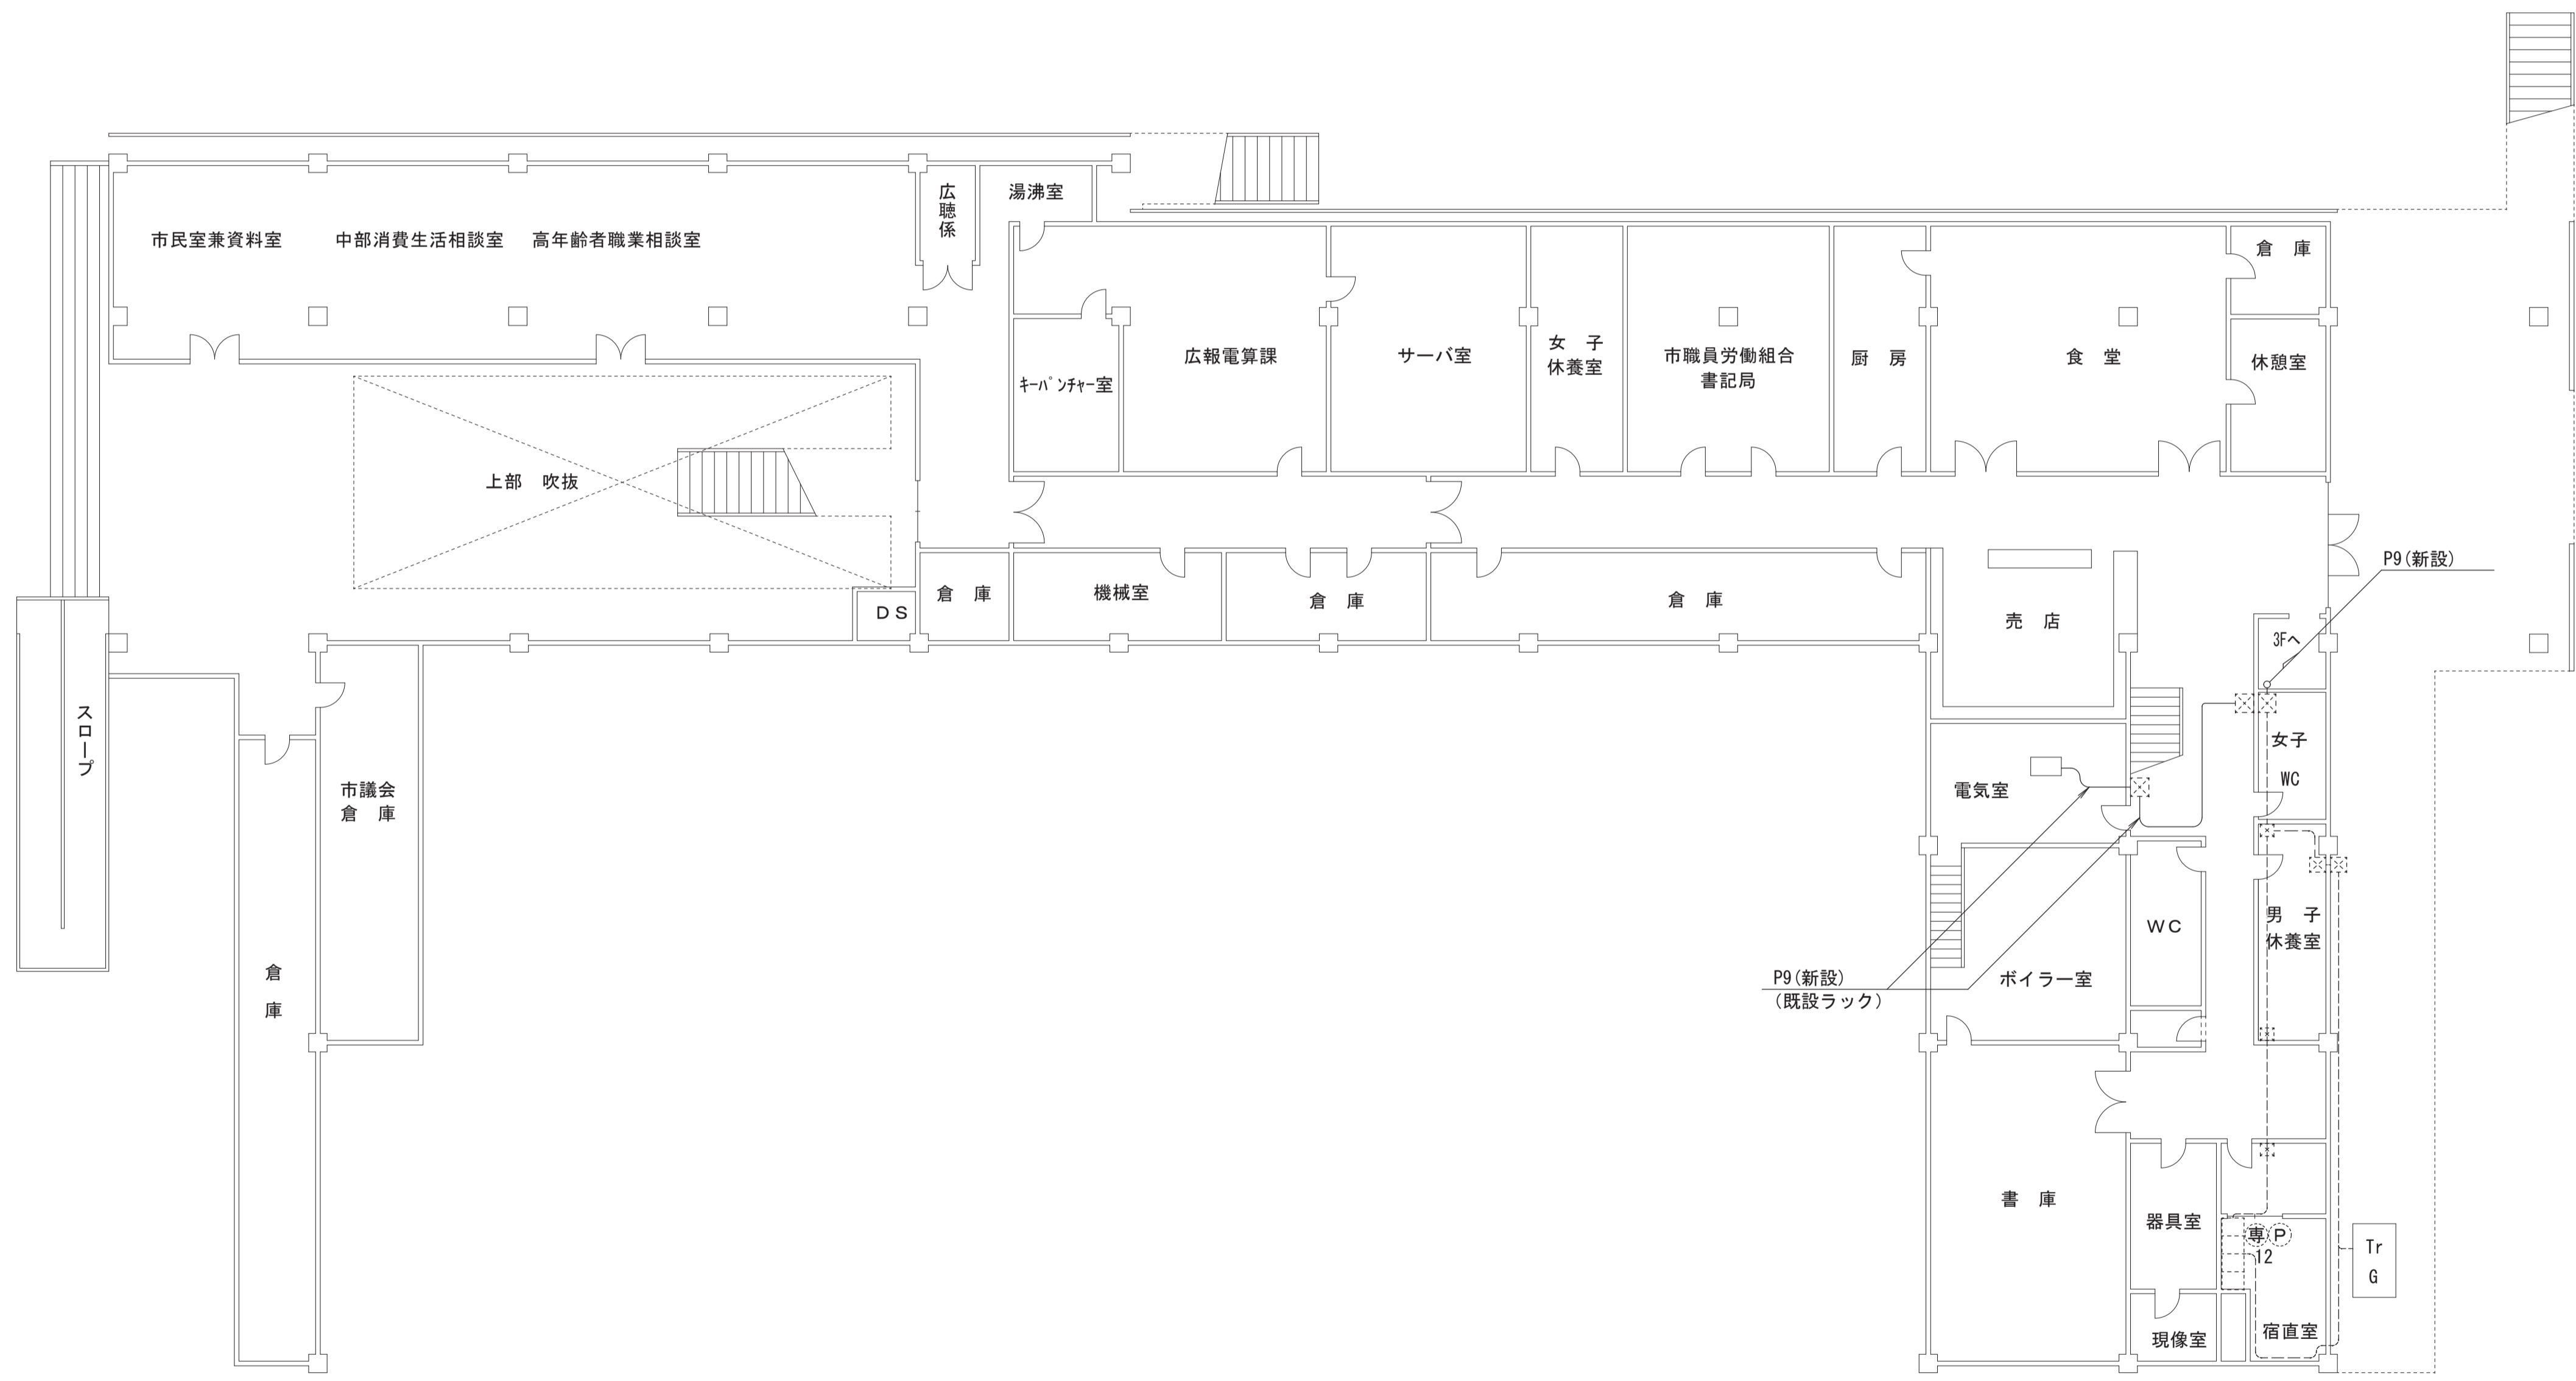 広聴係
湯沸室
市民室兼資料室
中部消費生活相談室
高年齢者職業相談室
倉　庫
キーパンチャー室
広報電算課
サーバ室
女　子
休養室
市職員労働組合
書記局
厨　房
食　堂
休憩室
上部　吹抜
P9(新設)
DS
倉　庫
機械室
倉　庫
倉　庫
売　店
3Fへ
スロープ
女子
WC
市議会
倉　庫
電気室
WC
男　子
休養室
倉　庫
P9(新設)
(既設ラック)
ボイラー室
書　庫
器具室
専 P
12
Tr
G
現像室
宿直室